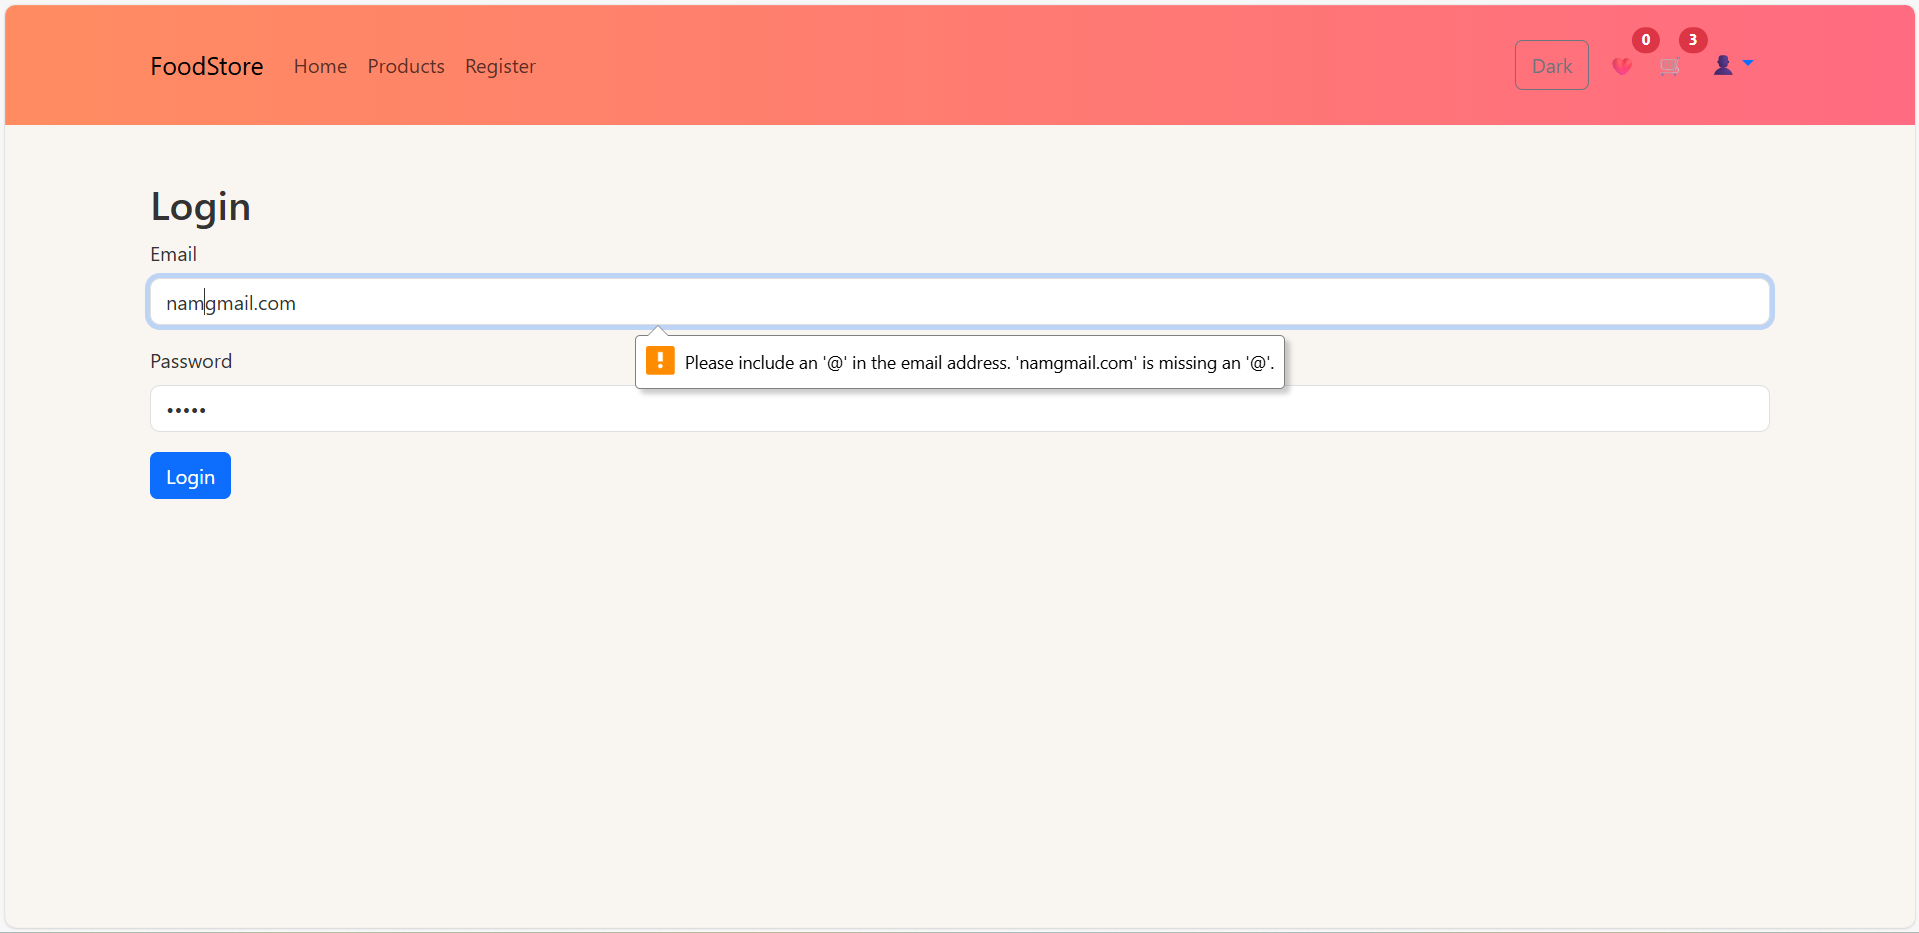 FoodStore Home Products Register Dark 0 3
Login
Email
namgmail.com
Please include an '@' in the email address. 'namgmail.com' is missing an '@'.
Password
•••••
Login